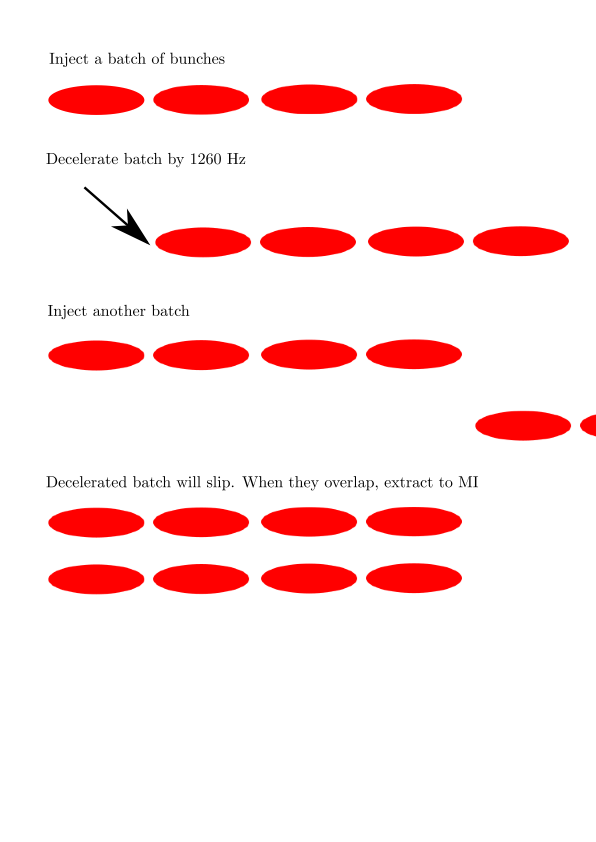 Inject a batch of bunches
Decelerate batch by 1260 Hz
Inject another batch
Decelerated batch will slip. When they overlap, extract to MI